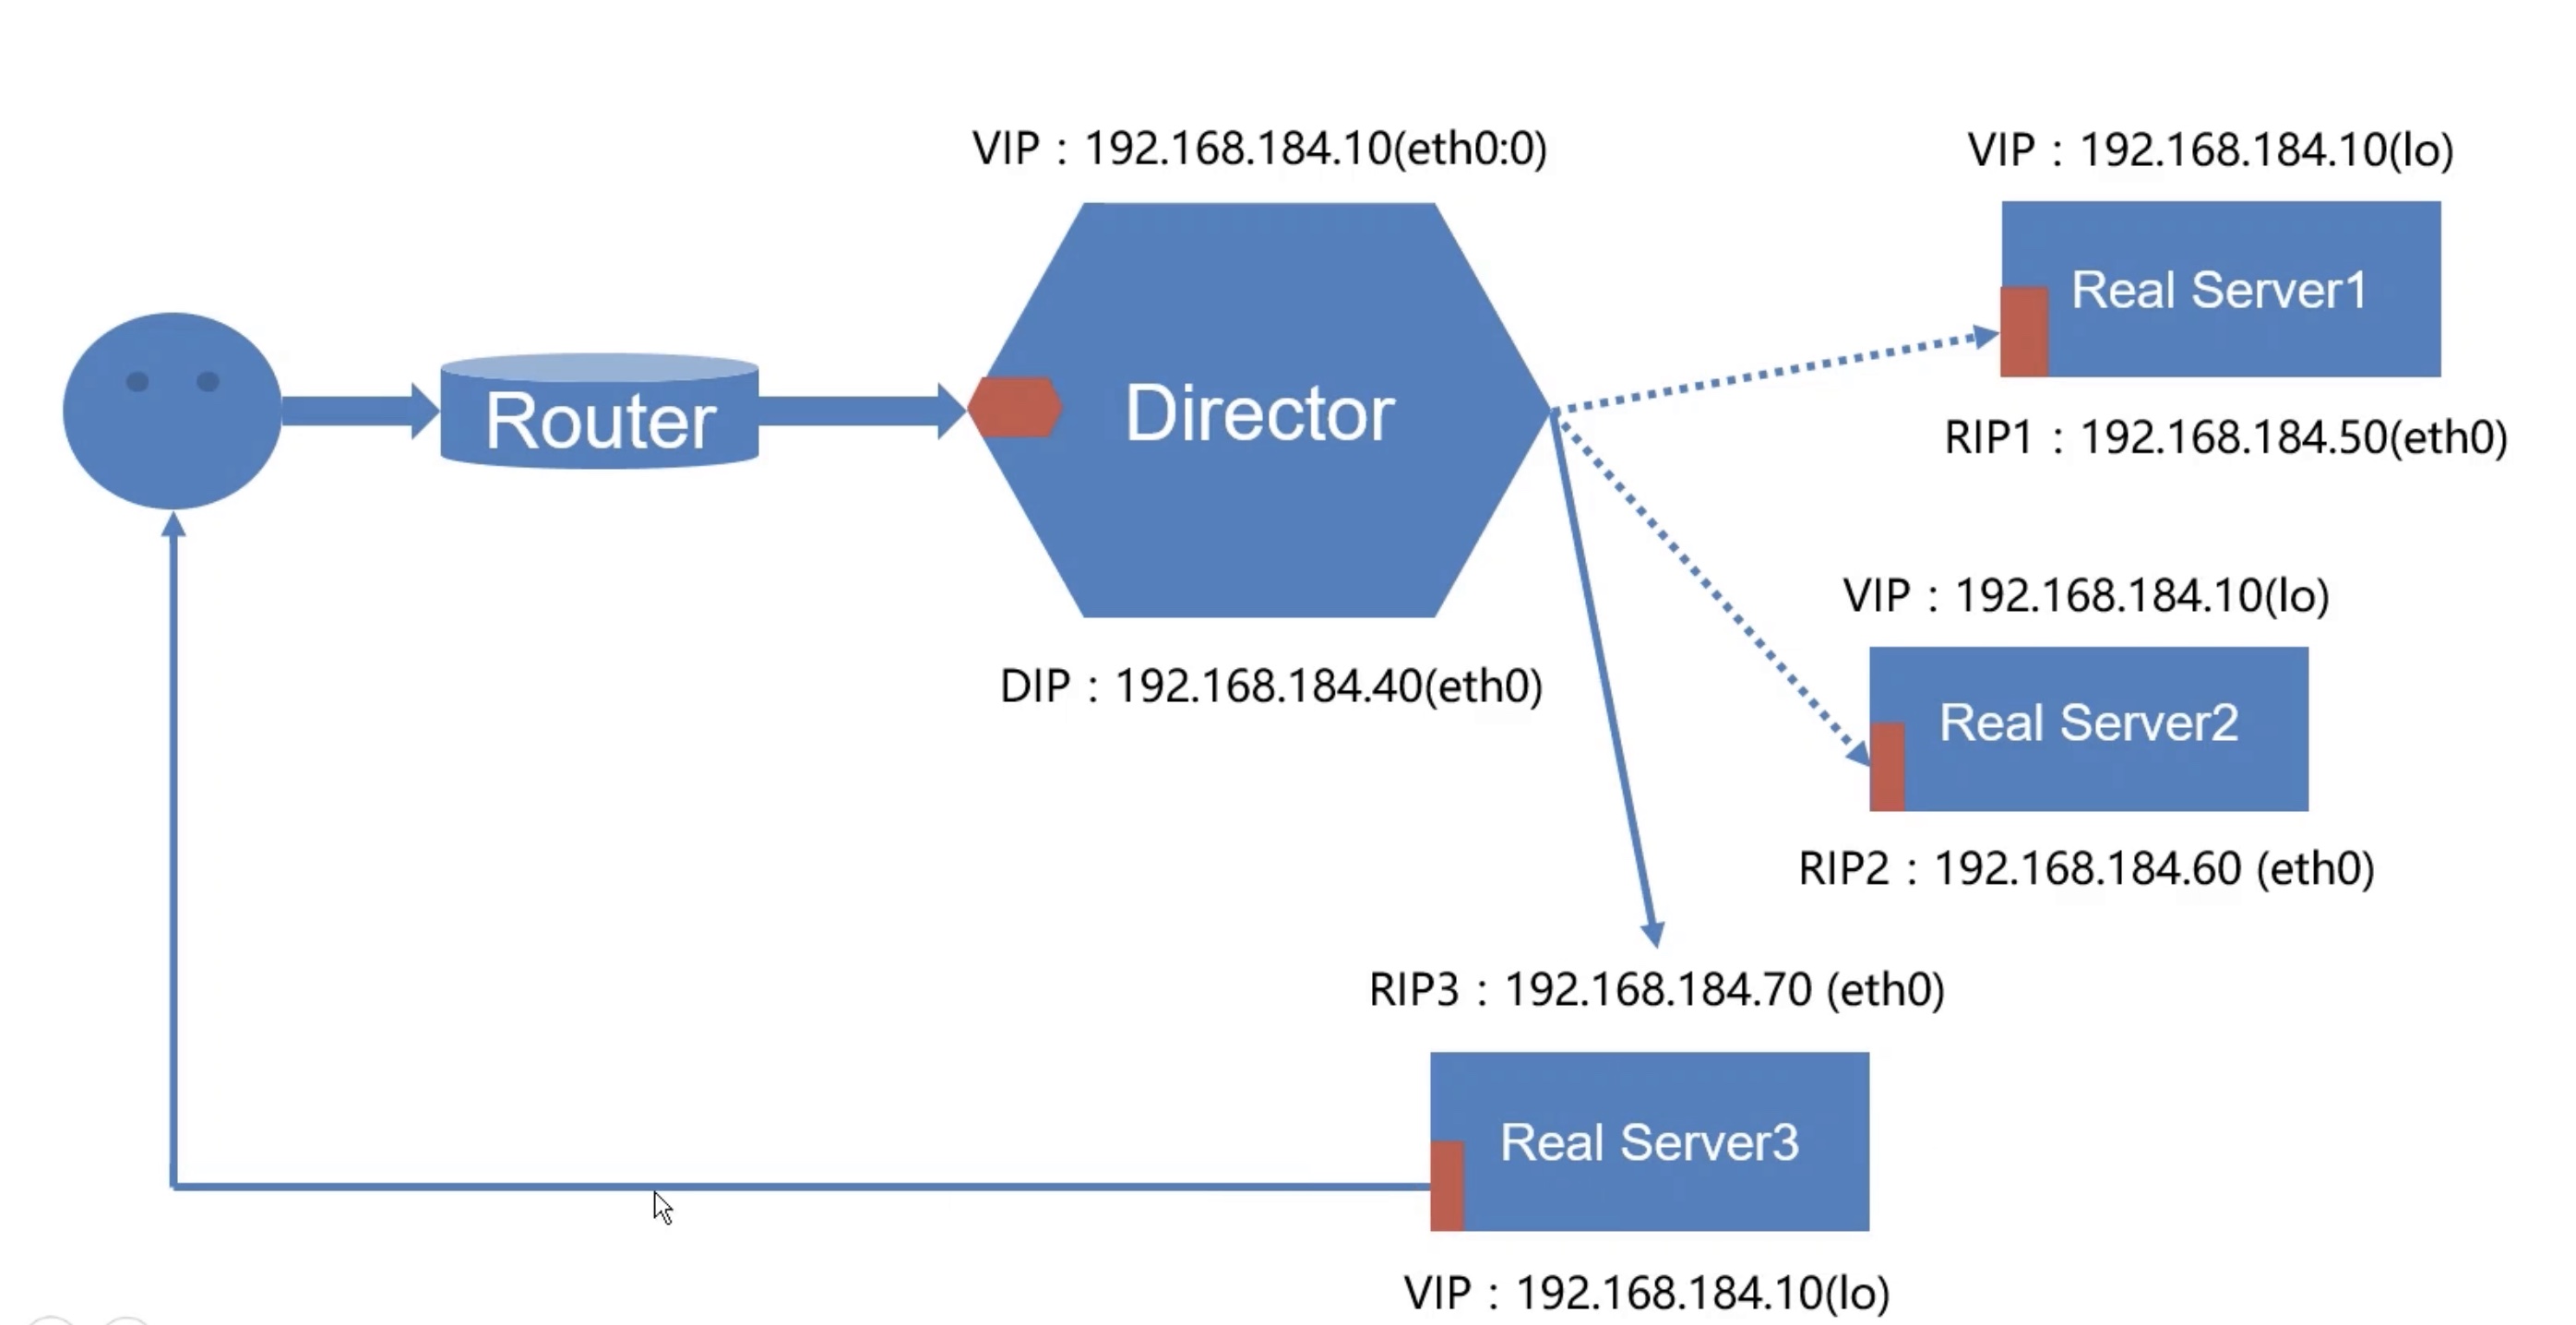 VIP：192.168.184.10(eth0:0)
VIP：192.168.184.10(lo)
Real Server1
Router
Director
RIP1：192.168.184.50(eth0)
VIP：192.168.184.10(lo)
DIP：192.168.184.40(eth0)
Real Server2
RIP2：192.168.184.60 (eth0)
RIP3：192.168.184.70 (eth0)
Real Server3
VIP：192.168.184.10(lo)